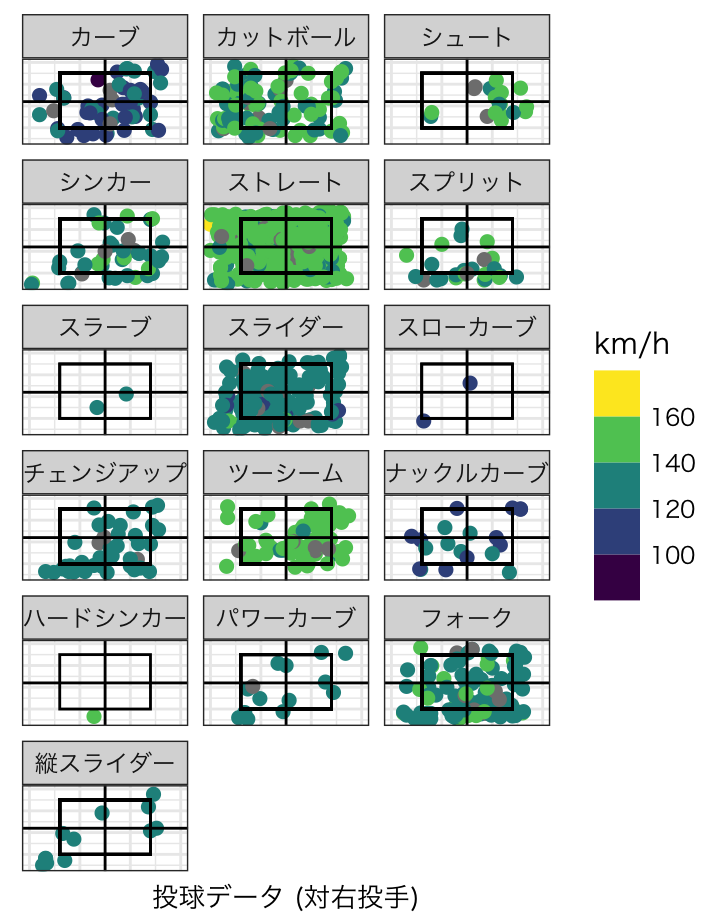 カーブ
カットボール
シュート
シンカー
ストレート
スプリット
スラーブ
スライダー
スローカーブ
チェンジアップ
ツーシーム
ナックルカーブ
ハードシンカー
パワーカーブ
フォーク
縦スライダー
km/h
160
140
120
100
投球データ (対右投手)